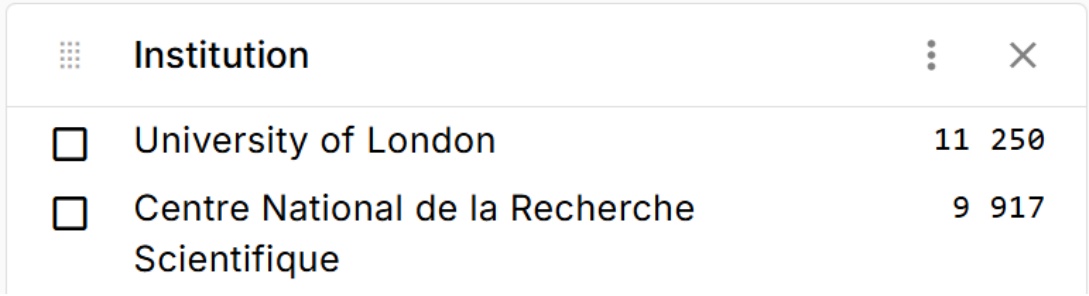 Institution
University of London 11 250
Centre National de la Recherche 9 917
Scientifique